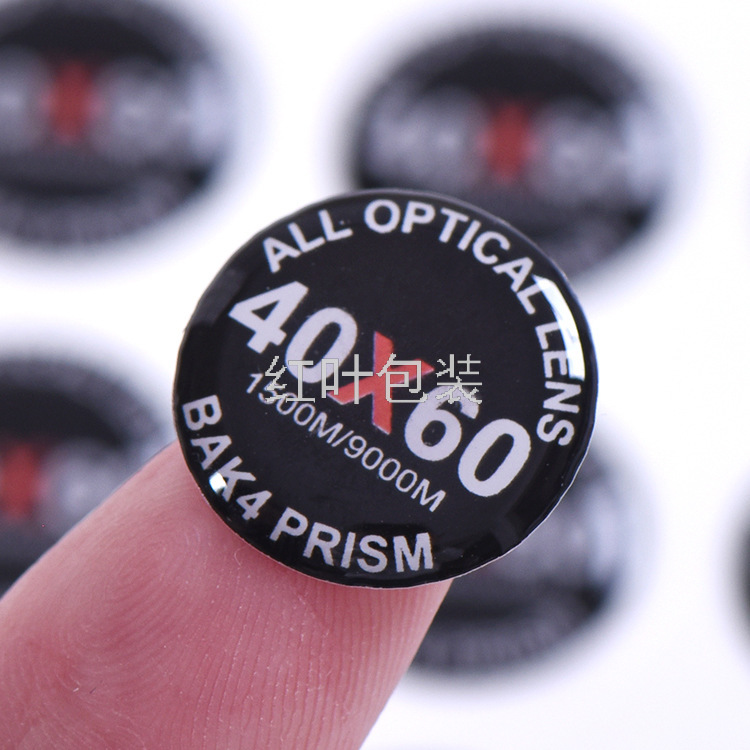 ALL OPTICAL LENS
40X60
1500M/9000M
BAK4 PRISM
红叶包装